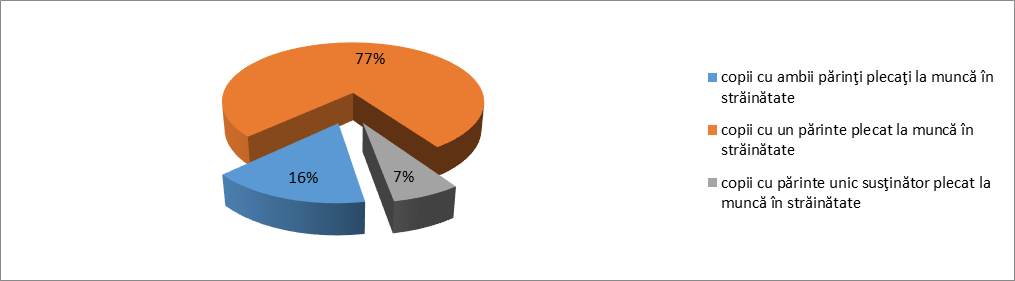 77%
16%
7%
copii cu ambii părinţi plecaţi la muncă în
străinătate
copii cu un părinte plecat la muncă în
străinătate
copii cu părinte unic susţinător plecat la
muncă în străinătate